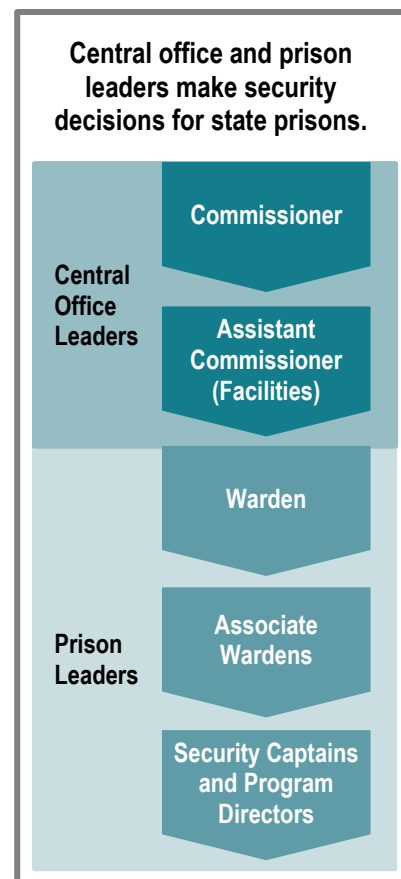 Central office and prison
leaders make security
decisions for state prisons.
Central
Office
Leaders
Commissioner
Assistant
Commissioner
(Facilities)
Prison
Leaders
Warden
Associate
Wardens
Security Captains
and Program
Directors